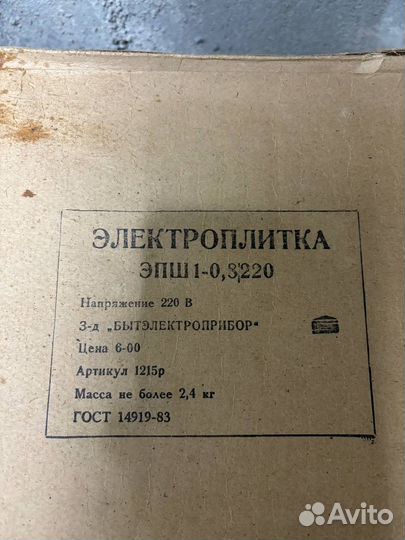 ЭЛЕКТРОПЛИТКА
ЭПШ1-0,8/220
Напряжение 220 В
З-д „БЫТЭЛЕКТРОПРИБОР"
Цена 6-00
Артикул 1215р
Масса не более 2,4 кг
ГОСТ 14919-83
Avito